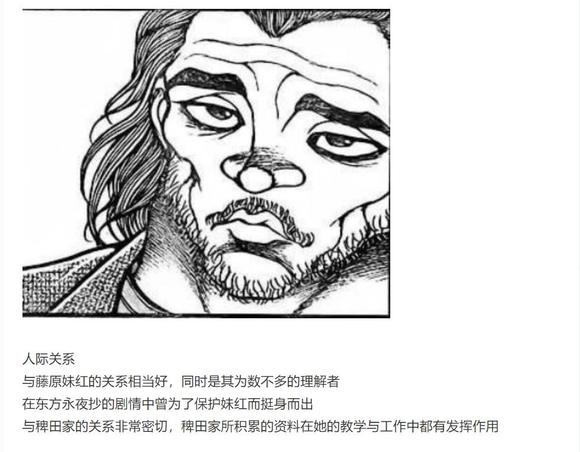 人际关系
与藤原妹红的关系相当好，同时是其为数不多的理解者
在东方永夜抄的剧情中曾为了保护妹红而挺身而出
与稗田家的关系非常密切，稗田家所积累的资料在她的教学与工作中都有发挥作用